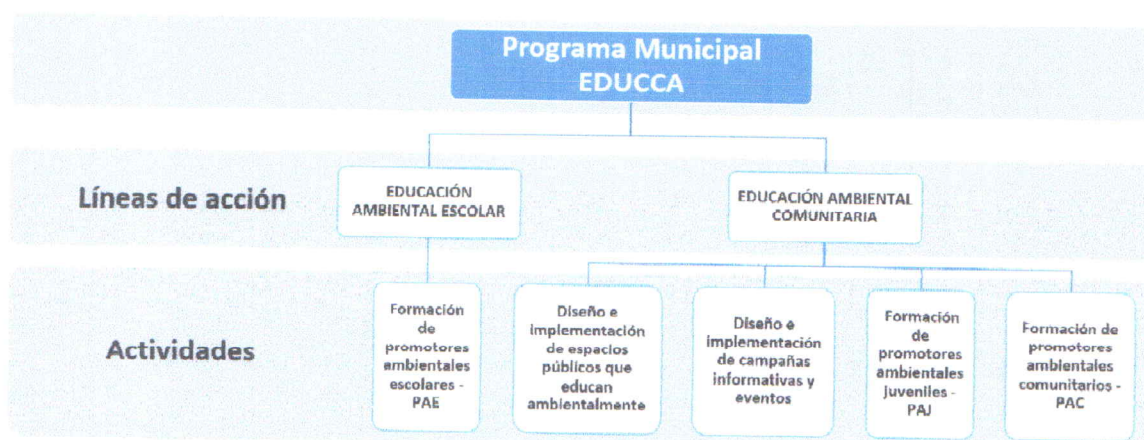 Programa Municipal
EDUCCA
Líneas de acción
EDUCACIÓN
AMBIENTAL ESCOLAR
EDUCACIÓN AMBIENTAL
COMUNITARIA
Actividades
Formación
de
promotores
ambientales
escolares -
PAE
Diseño e
implementación
de espacios
públicos que
educan
ambientalmente
Diseño e
implementación
de campañas
informativas y
eventos
Formación
de
promotores
ambientales
juveniles -
PAJ
Formación de
promotores
ambientales
comunitarios -
PAC